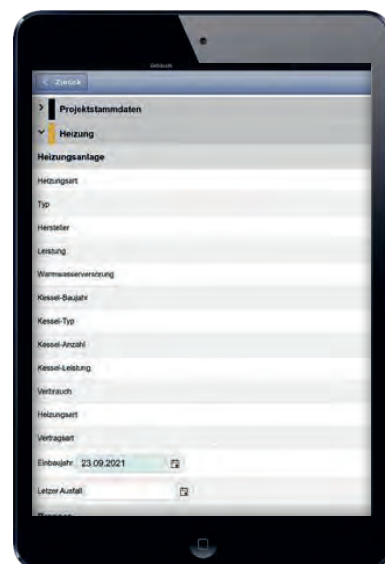 Gebäude
< Zurück
> Projektstammdaten
Heizung
Heizungsanlage
Heizungsart
Typ
Hersteller
Leistung
Warmwasserversorung
Kessel-Baujahr
Kessel-Typ
Kessel-Anzahl
Kessel-Leistung
Verbrauch
Heizungsart
Vertragsart
Einbaujahr 23.09.2021
Letzer Ausfall